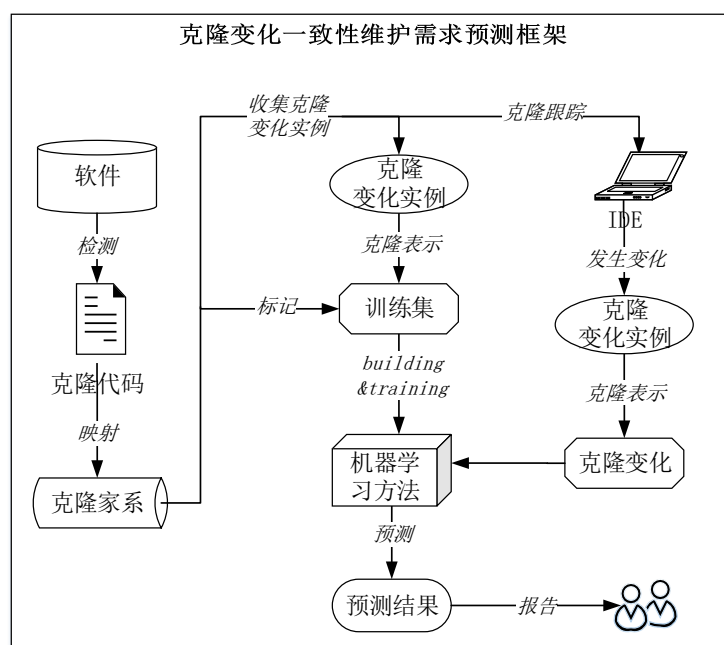 克隆变化一致性维护需求预测框架
收集克隆
变化实例
克隆跟踪
软件
克隆
变化实例
IDE
检测
克隆表示
发生变化
标记
训练集
克隆
变化实例
克隆代码
building
&training
克隆表示
映射
机器学
习方法
克隆变化
克隆家系
预测
预测结果
报告